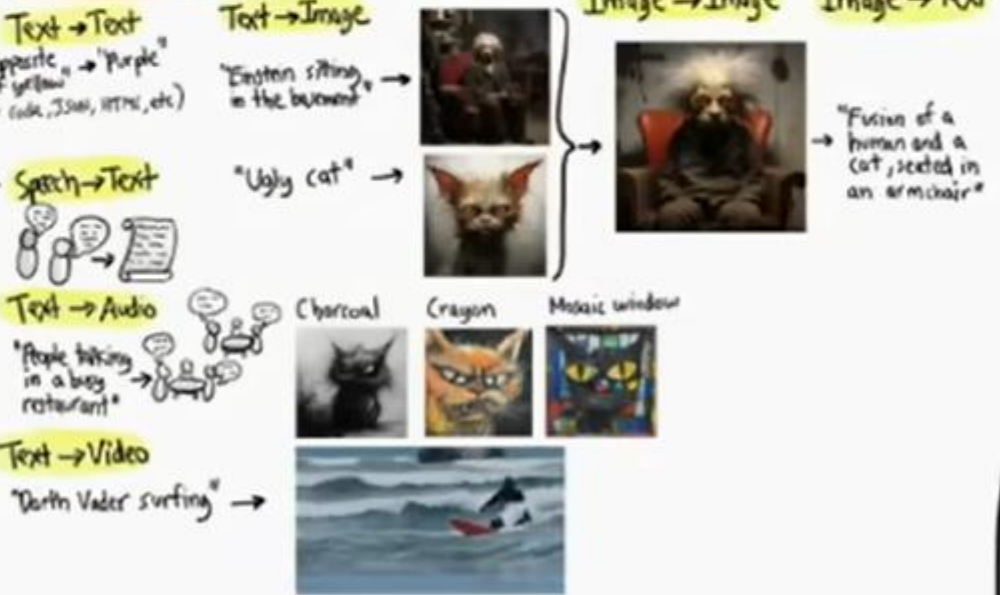 Text → Text
"Purple"
(Code, JSON, HTML, etc)
Text → Image
"Einstein sitting
in the basement"
"Ugly cat"
Image → Image
Image →
"Fusion of a
human and a
cat, seated in
an armchair"
Speech → Text
Text → Audio
"People talking
in a busy
restaurant"
Charcoal
Crayon
Mosaic window
Text → Video
"Darth Vader surfing"